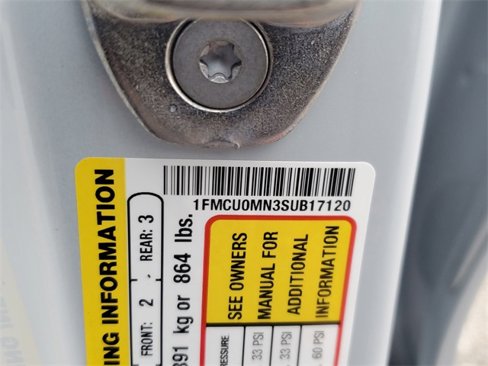 1FMCU0MN3SUB17120
ING INFORMATION
FRONT: 2 - REAR: 3
391 kg or 864 lbs.
SEE OWNERS
MANUAL FOR
ADDITIONAL
INFORMATION
PRESSURE
33 PSI
33 PSI
60 PSI